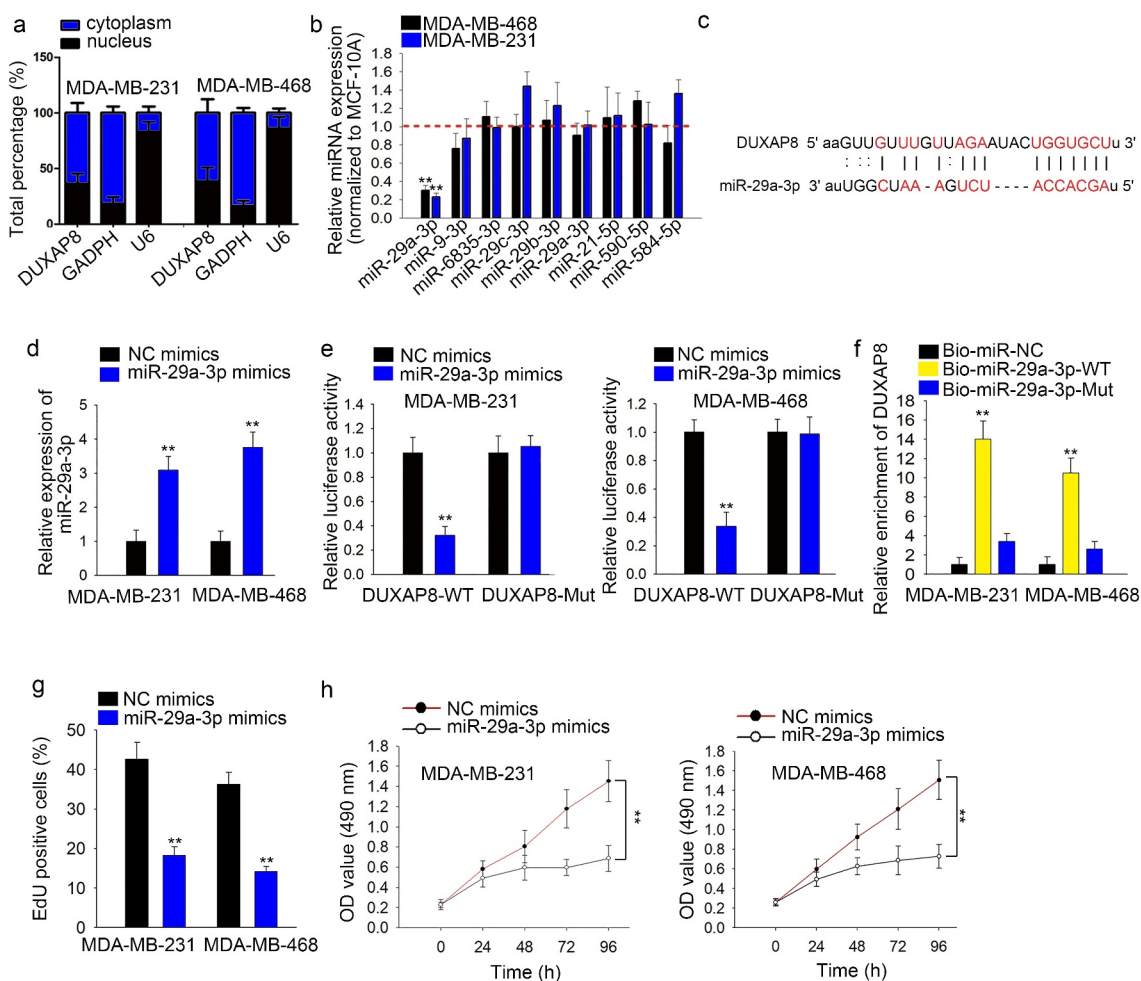 a
cytoplasm
nucleus
Total percentage (%)
150
100
50
0
MDA-MB-231
MDA-MB-468
DUXAP8
GADPH
U6
DUXAP8
GADPH
U6
b
MDA-MB-468
MDA-MB-231
Relative miRNA expression
(normalized to MCF-10A)
1.8
1.6
1.4
1.2
1.0
0.8
0.6
0.4
0.2
0.0
**
**
miR-29a-3p
miR-9-3p
miR-6835-3p
miR-29c-3p
miR-29b-3p
miR-29a-3p
miR-21-5p
miR-590-5p
miR-584-5p
c
DUXAP8 5' aaGUUGUUUGUUAGAAUACUGGUGCUu 3'
: : : | | | | : | | | | | | | | | |
miR-29a-3p 3' auUGGCUAA-AGUCU----ACCACGAu 5'
d
NC mimics
miR-29a-3p mimics
Relative expression of
miR-29a-3p
5
4
3
2
1
0
**
**
MDA-MB-231
MDA-MB-468
e
NC mimics
miR-29a-3p mimics
Relative luciferase activity
1.4
1.2
1.0
0.8
0.6
0.4
0.2
0.0
MDA-MB-231
**
DUXAP8-WT
DUXAP8-Mut
NC mimics
miR-29a-3p mimics
Relative luciferase activity
1.2
1.0
0.8
0.6
0.4
0.2
0.0
MDA-MB-468
**
DUXAP8-WT
DUXAP8-Mut
f
Bio-miR-NC
Bio-miR-29a-3p-WT
Bio-miR-29a-3p-Mut
Relative enrichment of DUXAP8
18
16
14
12
10
8
6
4
2
0
**
**
MDA-MB-231
MDA-MB-468
g
NC mimics
miR-29a-3p mimics
EdU positive cells (%)
50
40
30
20
10
0
**
**
MDA-MB-231
MDA-MB-468
h
NC mimics
miR-29a-3p mimics
OD value (490 nm)
1.8
1.6
1.4
1.2
1.0
0.8
0.6
0.4
0.2
0.0
MDA-MB-231
**
0 24 48 72 96
Time (h)
NC mimics
miR-29a-3p mimics
OD value (490 nm)
1.8
1.6
1.4
1.2
1.0
0.8
0.6
0.4
0.2
0.0
MDA-MB-468
**
0 24 48 72 96
Time (h)